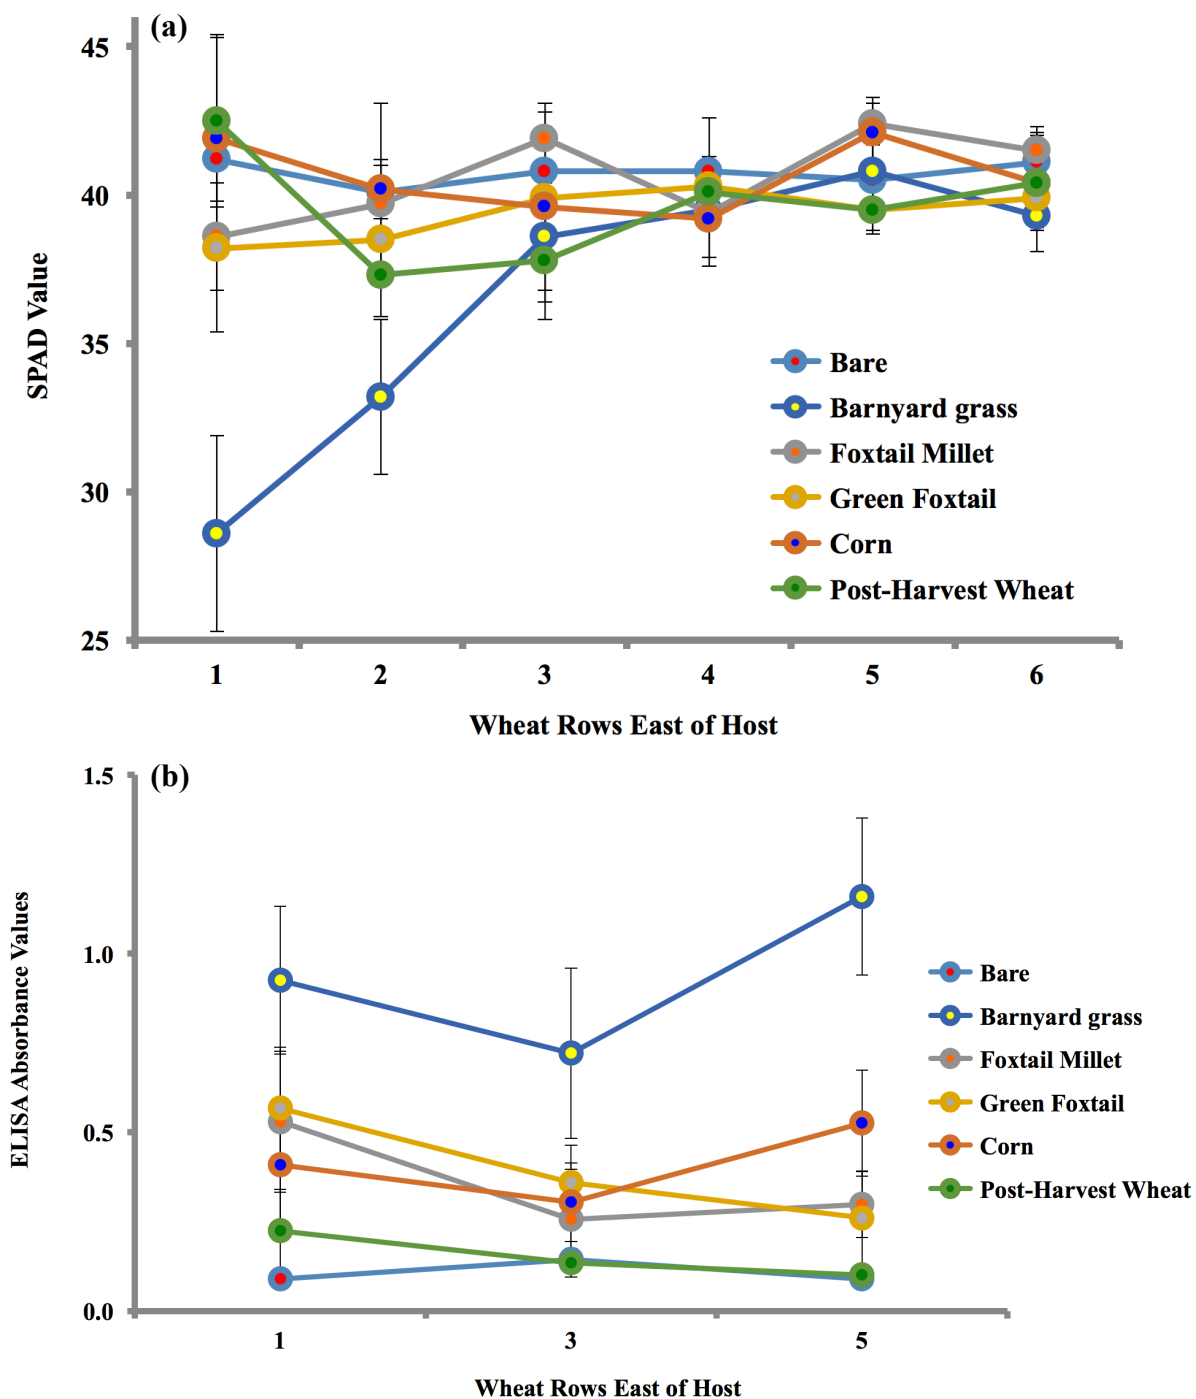 (a)
45
40
35
30
25
SPAD Value
Bare
Barnyard grass
Foxtail Millet
Green Foxtail
Corn
Post-Harvest Wheat
1 2 3 4 5 6
Wheat Rows East of Host
(b)
1.5
1.0
0.5
0.0
ELISA Absorbance Values
Bare
Barnyard grass
Foxtail Millet
Green Foxtail
Corn
Post-Harvest Wheat
1 3 5
Wheat Rows East of Host